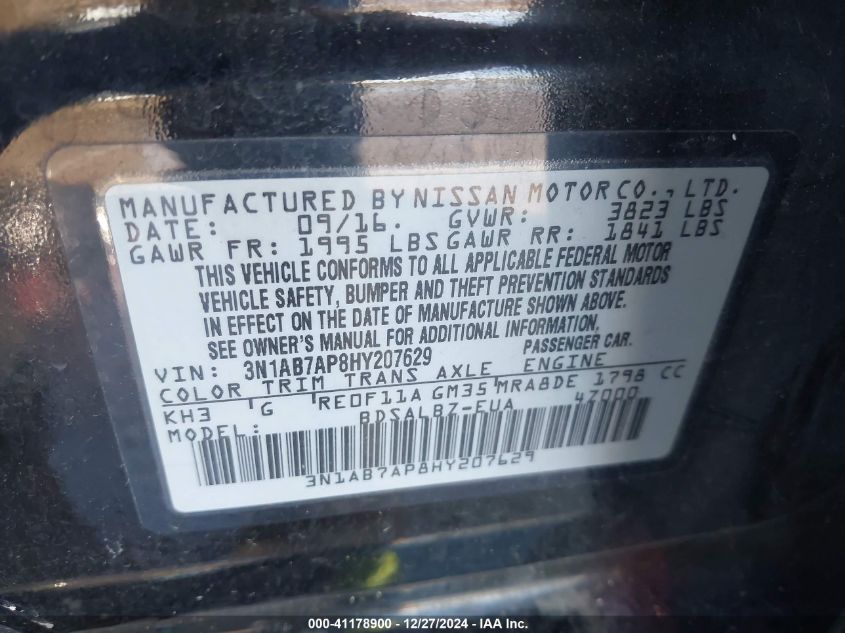 MANUFACTURED BY NISSAN MOTOR CO., LTD.
DATE: 09/16. GVWR: 3823 LBS
GAWR FR: 1995 LBS GAWR RR: 1841 LBS
THIS VEHICLE CONFORMS TO ALL APPLICABLE FEDERAL MOTOR
VEHICLE SAFETY, BUMPER AND THEFT PREVENTION STANDARDS
IN EFFECT ON THE DATE OF MANUFACTURE SHOWN ABOVE.
SEE OWNER'S MANUAL FOR ADDITIONAL INFORMATION.
VIN: 3N1AB7AP8HY207629 PASSENGER CAR.
COLOR TRIM TRANS AXLE ENGINE
KH3 G RE0F11A GM35 MRA8DE 1798 CC
MODEL: BDSALBZ-EUA 47000
3N1AB7AP8HY207629
000-41178900 - 12/27/2024 - IAA Inc.